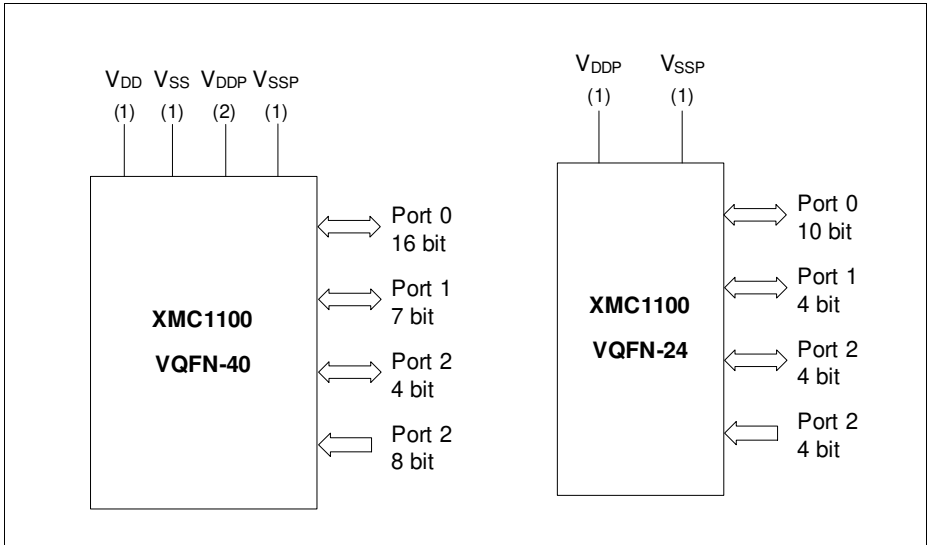 VDD VSS VDDP VSSP
(1) (1) (2) (1)
XMC1100
VQFN-40
Port 0
16 bit
Port 1
7 bit
Port 2
4 bit
Port 2
8 bit
VDDP VSSP
(1) (1)
XMC1100
VQFN-24
Port 0
10 bit
Port 1
4 bit
Port 2
4 bit
Port 2
4 bit